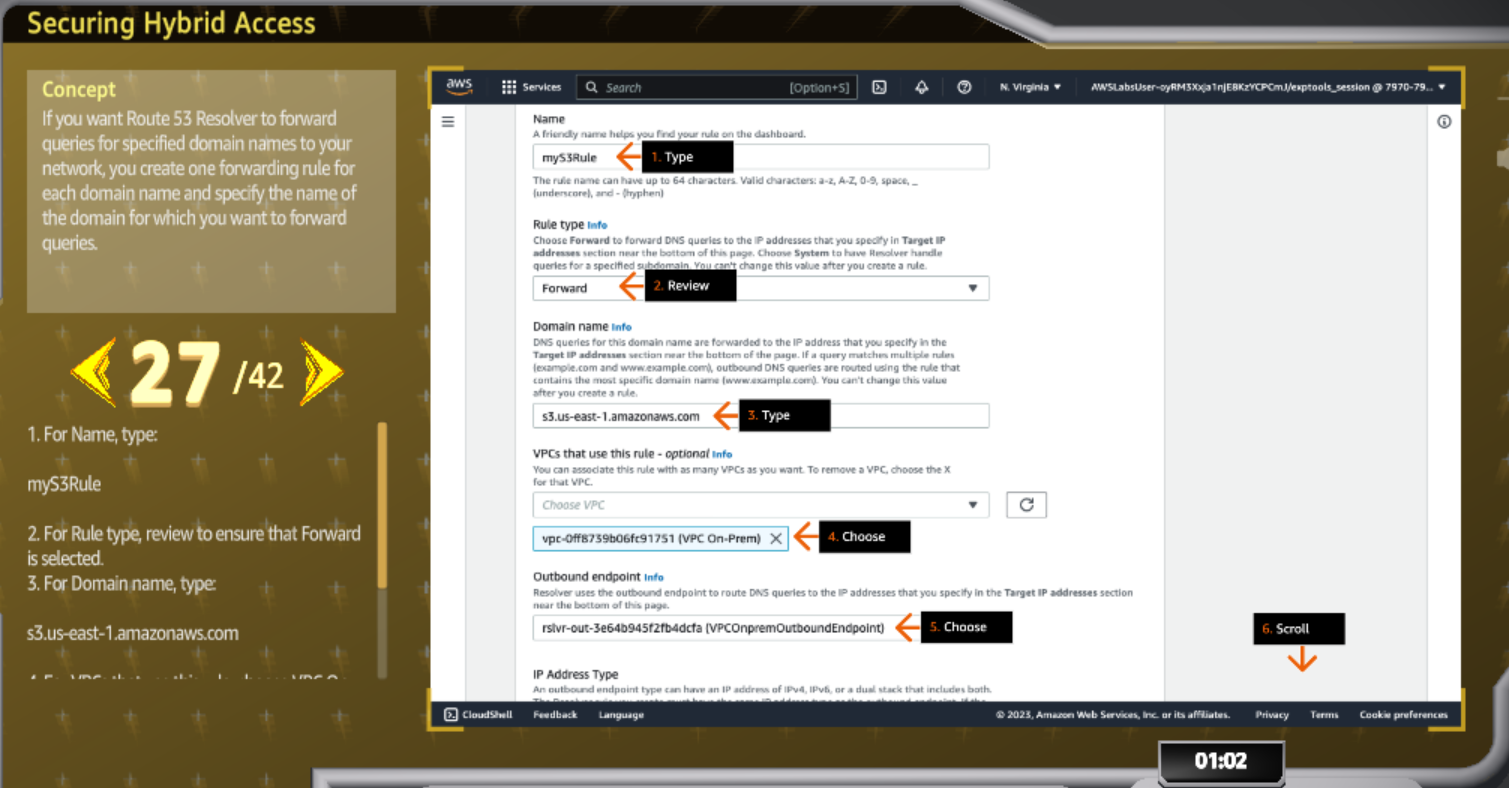 Securing Hybrid Access
Concept
If you want Route 53 Resolver to forward
queries for specified domain names to your
network, you create one forwarding rule for
each domain name and specify the name of
the domain for which you want to forward
queries.
27 /42
1. For Name, type:
myS3Rule
2. For Rule type, review to ensure that Forward
is selected.
3. For Domain name, type:
s3.us-east-1.amazonaws.com
aws
Services
Search
[Option+S]
N. Virginia
AWSLabsUser-oyRM3Xxja1nJEBKzYCPCmJ/exptools_session @ 7970-79...
Name
A friendly name helps you find your rule on the dashboard.
myS3Rule
1. Type
The rule name can have up to 64 characters. Valid characters: a-z, A-Z, 0-9, space, _
(underscore), and - (hyphen)
Rule type Info
Choose Forward to forward DNS queries to the IP addresses that you specify in Target IP
addresses section near the bottom of this page. Choose System to have Resolver handle
queries for a specified subdomain. You can't change this value after you create a rule.
Forward
2. Review
Domain name Info
DNS queries for this domain name are forwarded to the IP address that you specify in the
Target IP addresses section near the bottom of the page. If a query matches multiple rules
(example.com and www.example.com), outbound DNS queries are routed using the rule that
contains the most specific domain name (www.example.com). You can't change this value
after you create a rule.
s3.us-east-1.amazonaws.com
3. Type
VPCs that use this rule - optional Info
You can associate this rule with as many VPCs as you want. To remove a VPC, choose the X
for that VPC.
Choose VPC
vpc-0ff8739b06fc91751 (VPC On-Prem)
4. Choose
Outbound endpoint Info
Resolver uses the outbound endpoint to route DNS queries to the IP addresses that you specify in the Target IP addresses section
near the bottom of this page.
rslvr-out-3e64b945f2fb4dcfa (VPCOnpremOutboundEndpoint)
5. Choose
6. Scroll
IP Address Type
An outbound endpoint type can have an IP address of IPv4, IPv6, or a dual stack that includes both.
CloudShell
Feedback
Language
© 2023, Amazon Web Services, Inc. or its affiliates.
Privacy
Terms
Cookie preferences
01:02